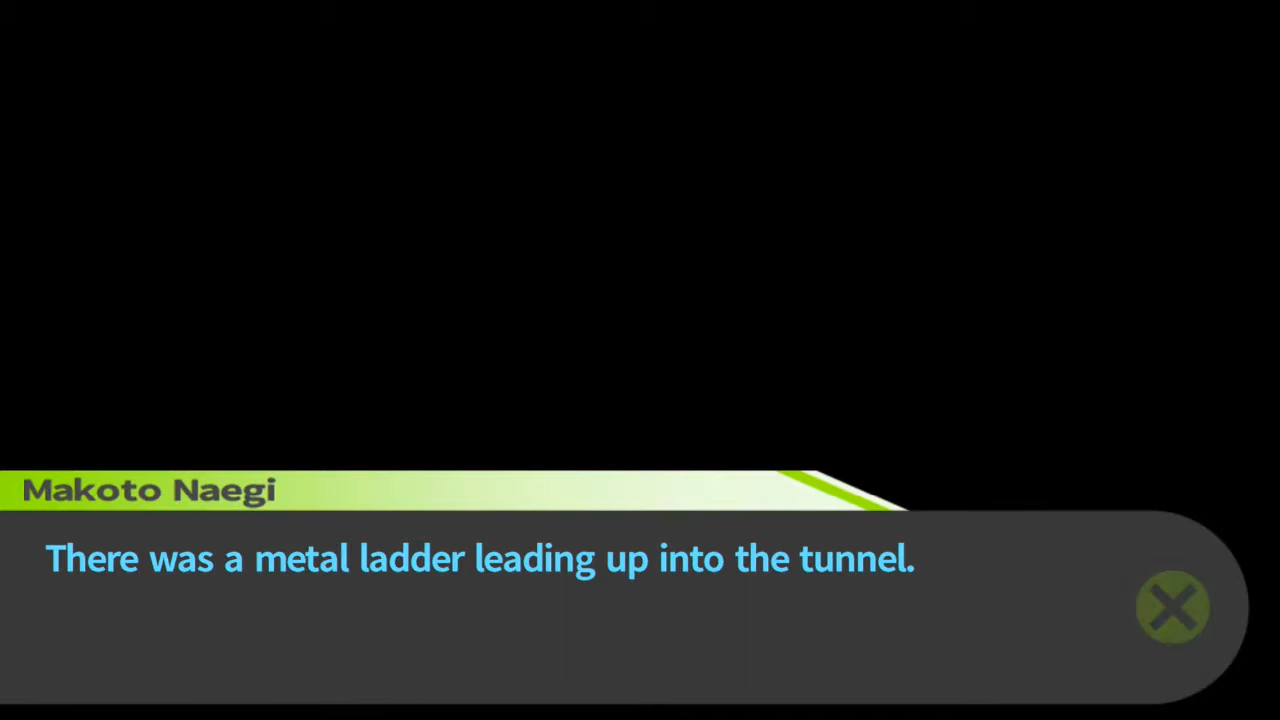 Makoto Naegi
There was a metal ladder leading up into the tunnel.